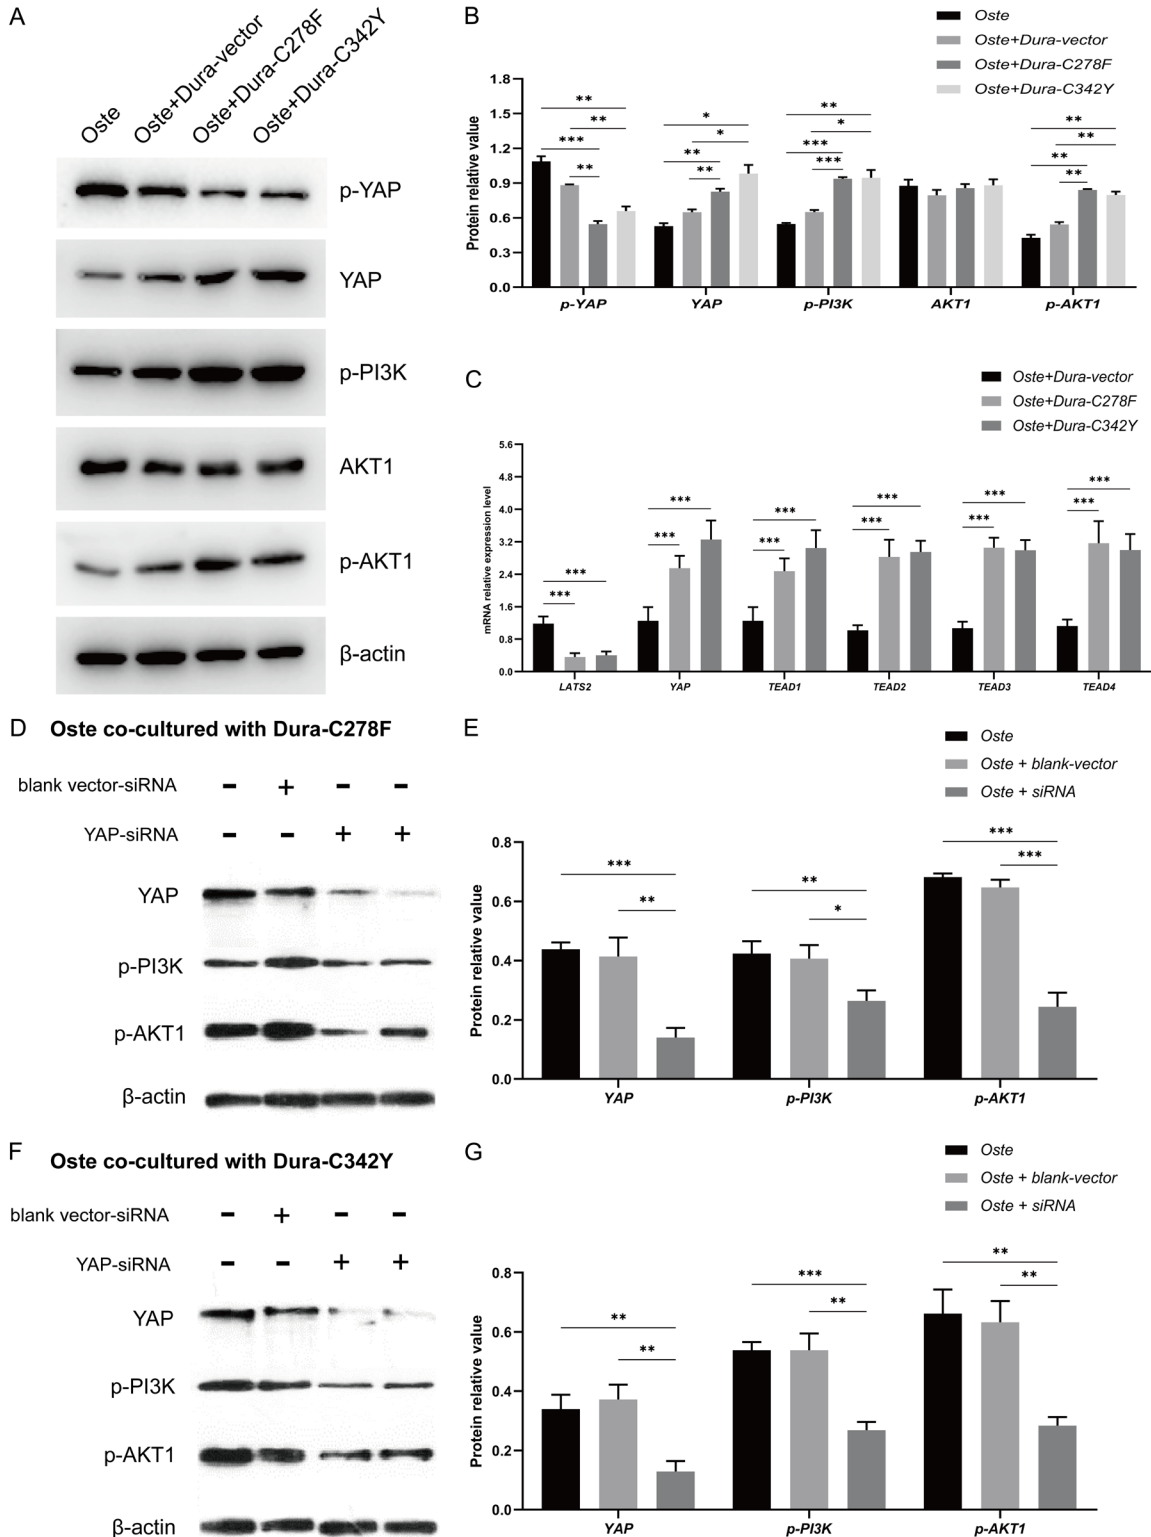 A
Oste
Oste+Dura-vector
Oste+Dura-C278F
Oste+Dura-C342Y
p-YAP
YAP
p-PI3K
AKT1
p-AKT1
β-actin
B
Oste
Oste+Dura-vector
Oste+Dura-C278F
Oste+Dura-C342Y
Protein relative value
1.8
1.5
1.2
0.9
0.6
0.3
0.0
** ** *** **
* * ** **
** * *** ***
** ** ** **
p-YAP YAP p-PI3K AKT1 p-AKT1
C
Oste+Dura-vector
Oste+Dura-C278F
Oste+Dura-C342Y
mRNA relative expression level
5.6
4.8
4.0
3.2
2.4
1.6
0.8
0.0
*** ***
*** ***
*** ***
*** ***
*** ***
*** ***
LATS2 YAP TEAD1 TEAD2 TEAD3 TEAD4
D Oste co-cultured with Dura-C278F
blank vector-siRNA - + - -
YAP-siRNA - - + +
YAP
p-PI3K
p-AKT1
β-actin
E
Oste
Oste + blank-vector
Oste + siRNA
Protein relative value
0.8
0.6
0.4
0.2
0.0
*** **
** *
*** ***
YAP p-PI3K p-AKT1
F Oste co-cultured with Dura-C342Y
blank vector-siRNA - + - -
YAP-siRNA - - + +
YAP
p-PI3K
p-AKT1
β-actin
G
Oste
Oste + blank-vector
Oste + siRNA
Protein relative value
0.8
0.6
0.4
0.2
0.0
** **
*** **
** **
YAP p-PI3K p-AKT1